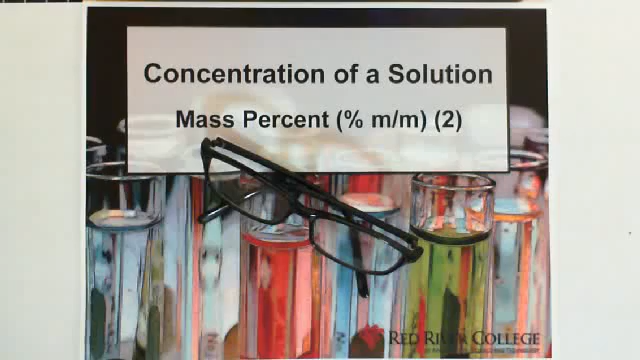 Concentration of a Solution
Mass Percent (% m/m) (2)
RED RIVER COLLEGE